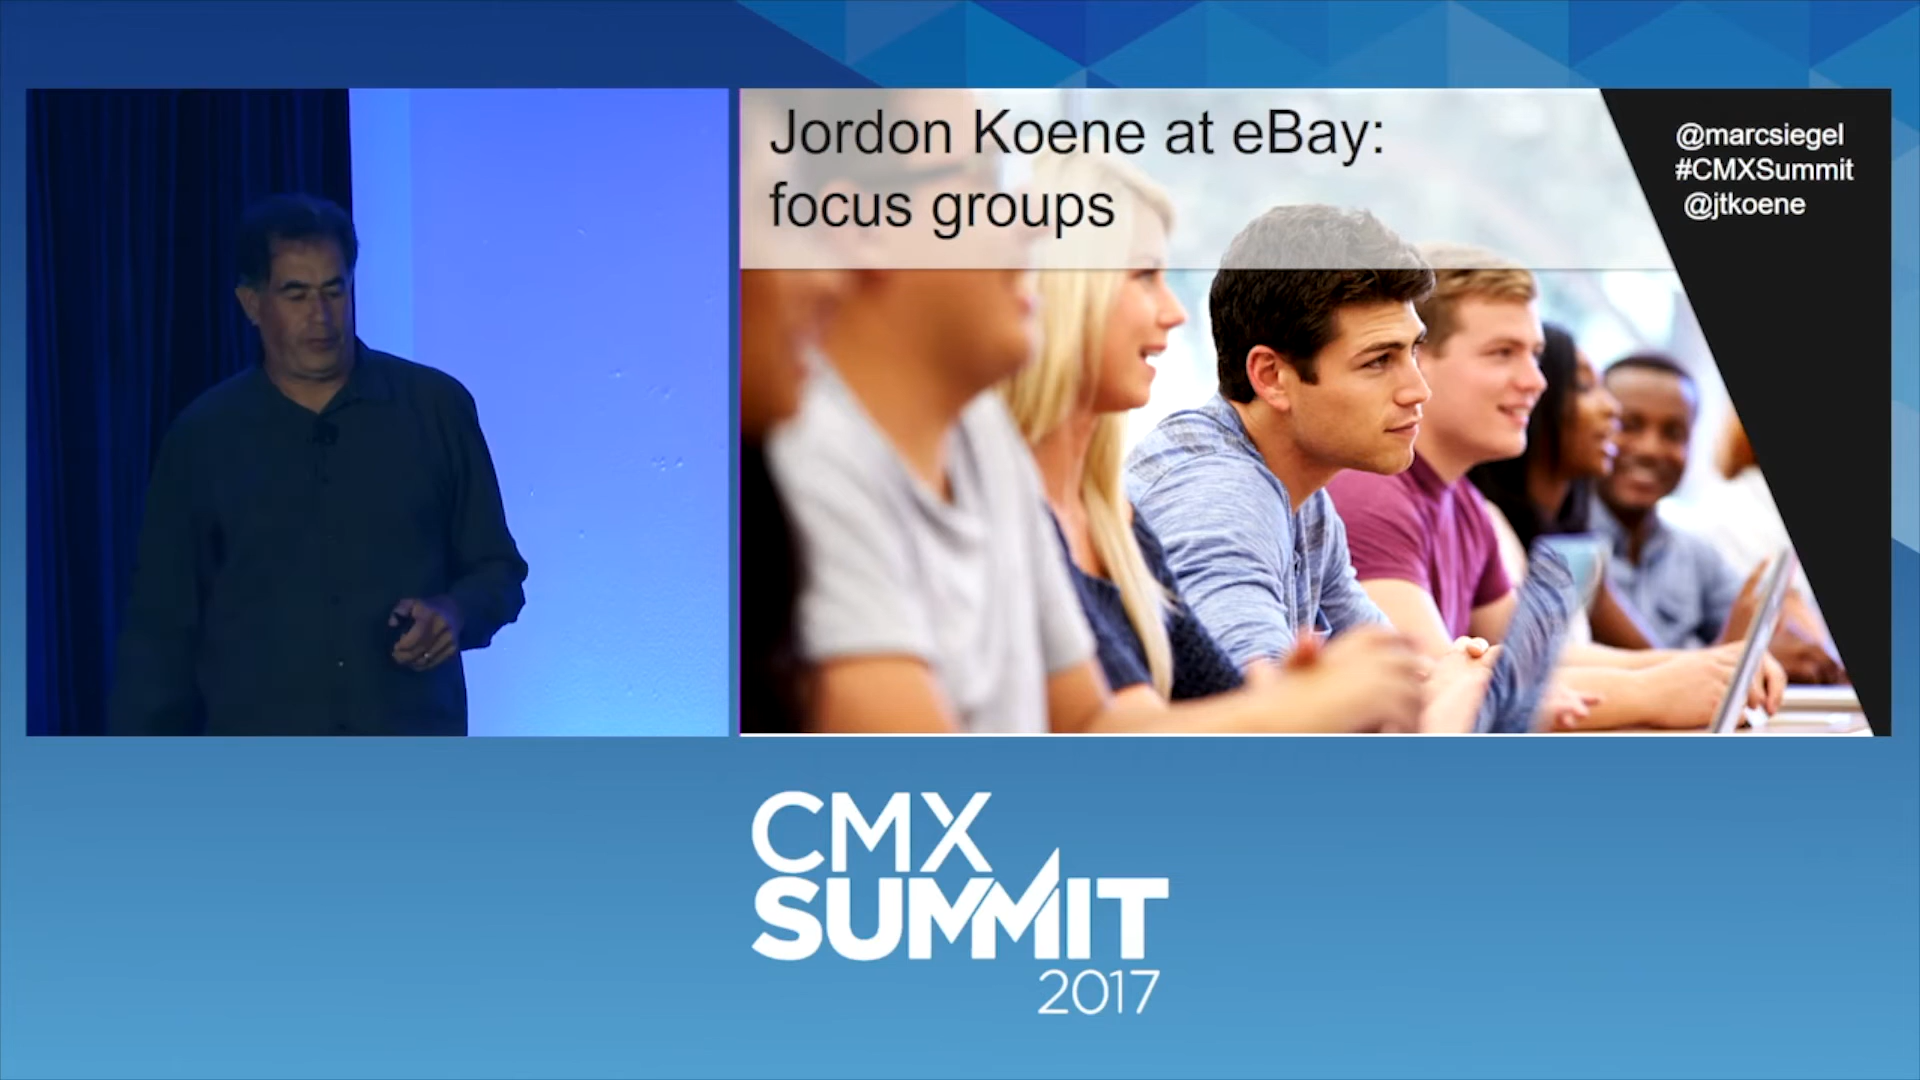 Jordon Koene at eBay:
focus groups
@marcsiegel
#CMXSummit
@jtkoene
CMX
SUMMIT
2017